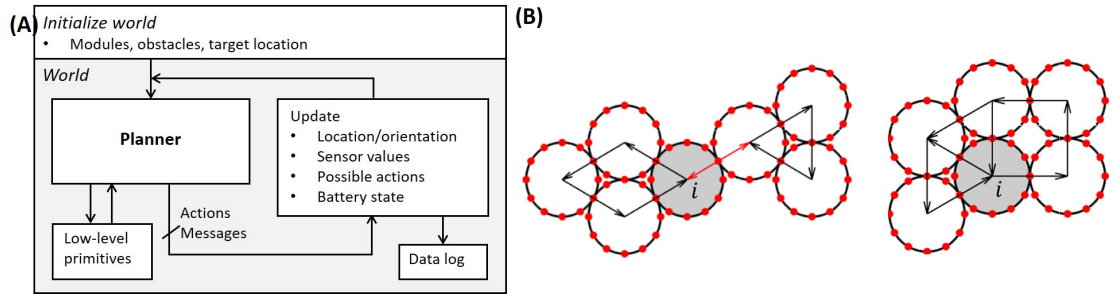 (A)
Initialize world
• Modules, obstacles, target location
World
Planner
Update
• Location/orientation
• Sensor values
• Possible actions
• Battery state
Actions
Messages
Low-level
primitives
Data log
(B)
i
i